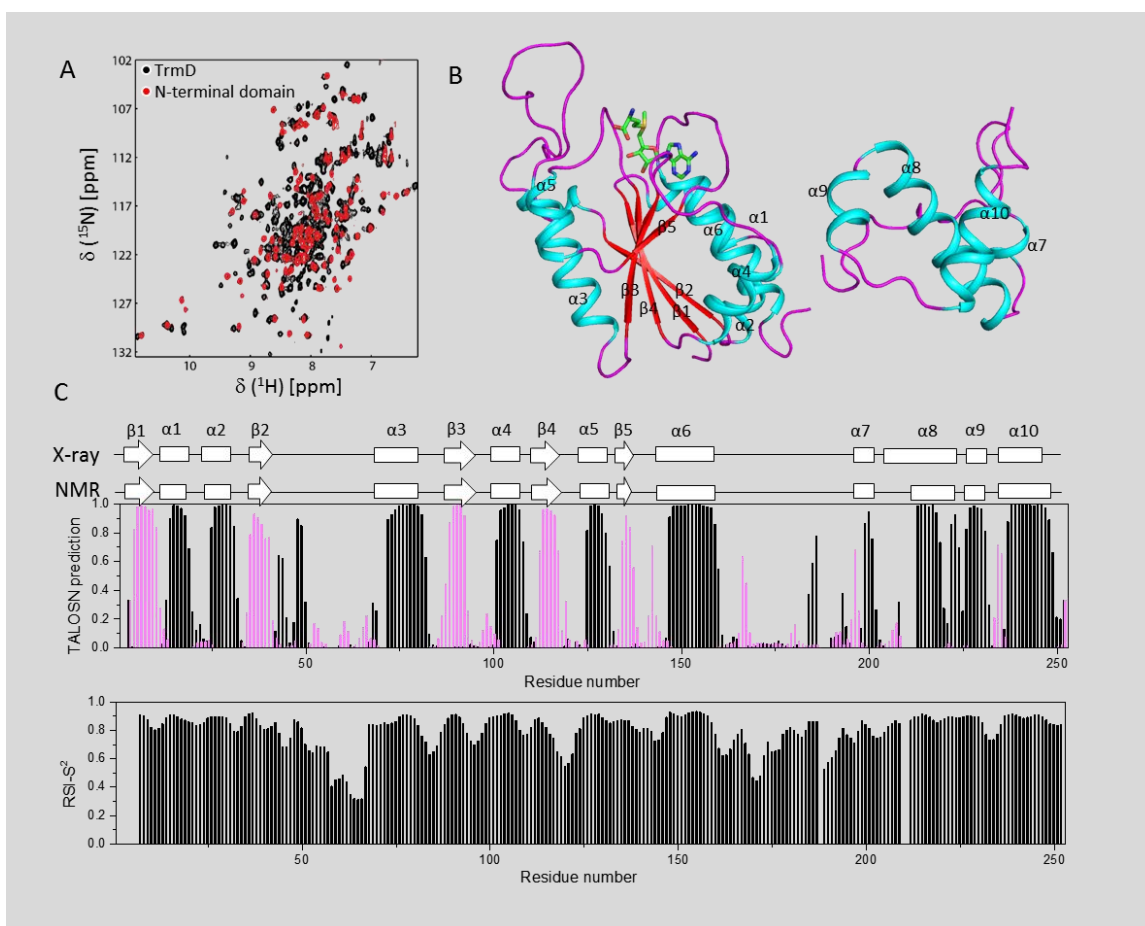 A
102
107
112
117
122
127
132
TrmD
N-terminal domain
10
9
8
7
δ (¹⁵N) [ppm]
δ (¹H) [ppm]
B
α5
α3
β5
β3
β4
β2
β1
α6
α1
α4
α2
α9
α8
α10
α7
C
β1 α1 α2 β2 α3 β3 α4 β4 α5 β5 α6 α7 α8 α9 α10
X-ray
NMR
TALOSN prediction
1.0
0.8
0.6
0.4
0.2
0.0
50 100 150 200 250
Residue number
RSI-S²
1.0
0.8
0.6
0.4
0.2
0.0
50 100 150 200 250
Residue number